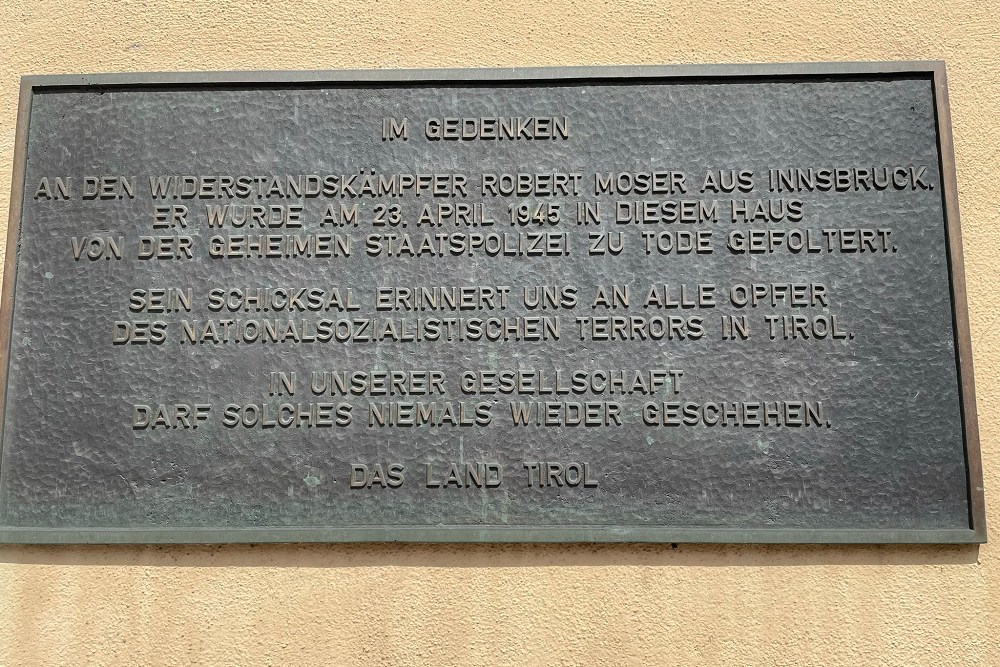 IM GEDENKEN
AN DEN WIDERSTANDSKÄMPFER ROBERT MOSER AUS INNSBRUCK.
ER WURDE AM 23. APRIL 1945 IN DIESEM HAUS
VON DER GEHEIMEN STAATSPOLIZEI ZU TODE GEFOLTERT.
SEIN SCHICKSAL ERINNERT UNS AN ALLE OPFER
DES NATIONALSOZIALISTISCHEN TERRORS IN TIROL.
IN UNSERER GESELLSCHAFT
DARF SOLCHES NIEMALS WIEDER GESCHEHEN.
DAS LAND TIROL